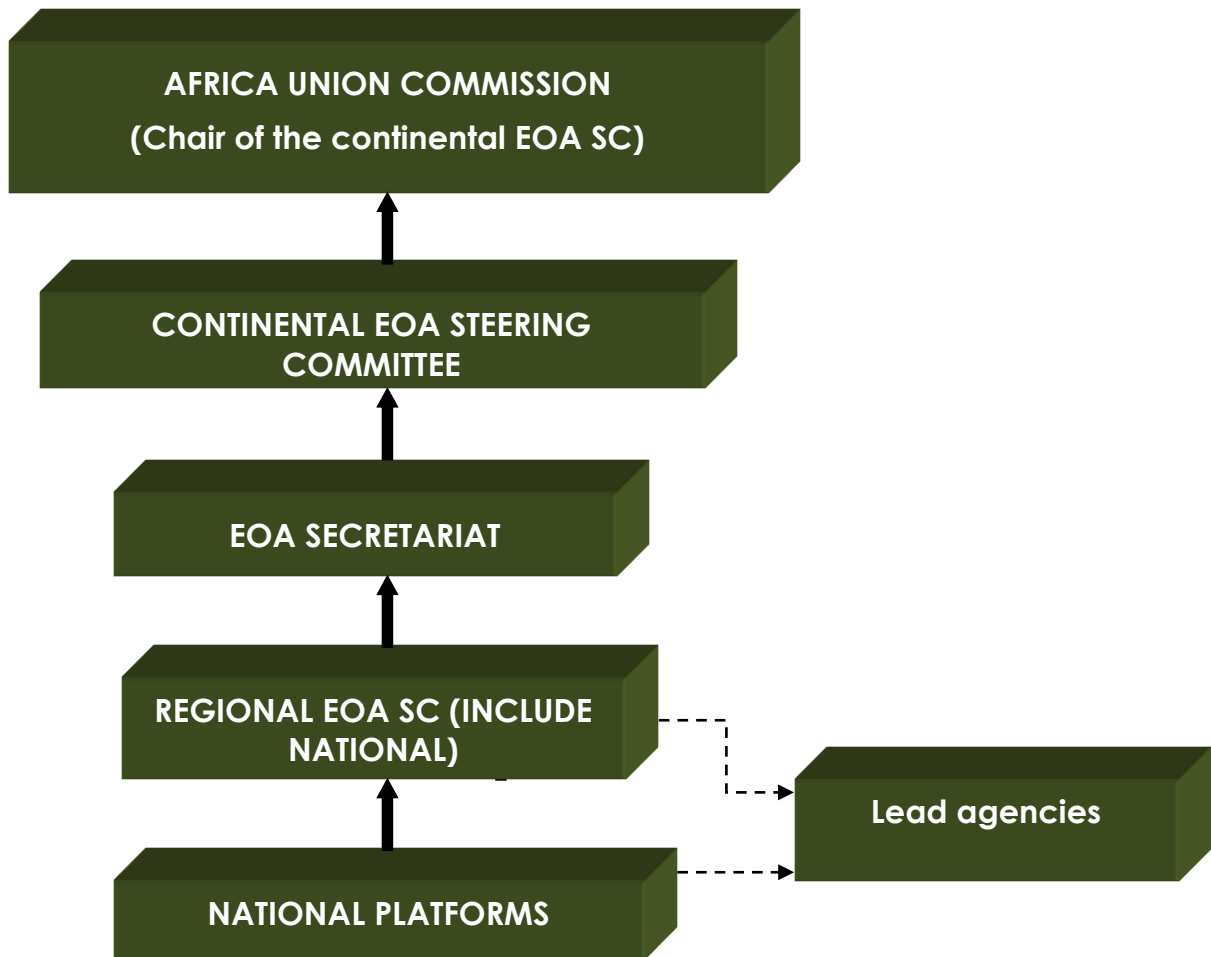 AFRICA UNION COMMISSION
(Chair of the continental EOA SC)
CONTINENTAL EOA STEERING
COMMITTEE
EOA SECRETARIAT
REGIONAL EOA SC (INCLUDE
NATIONAL)
Lead agencies
NATIONAL PLATFORMS